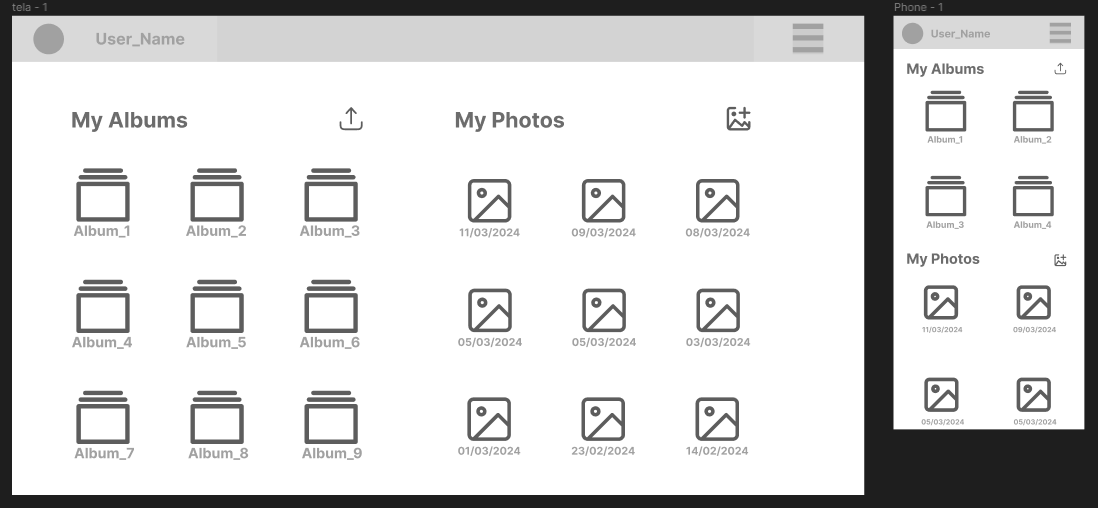 tela - 1
User_Name
My Albums
My Photos
Album_1
Album_2
Album_3
11/03/2024
09/03/2024
08/03/2024
Album_4
Album_5
Album_6
05/03/2024
05/03/2024
03/03/2024
Album_7
Album_8
Album_9
01/03/2024
23/02/2024
14/02/2024
Phone - 1
User_Name
My Albums
Album_1
Album_2
Album_3
Album_4
My Photos
11/03/2024
09/03/2024
05/03/2024
05/03/2024